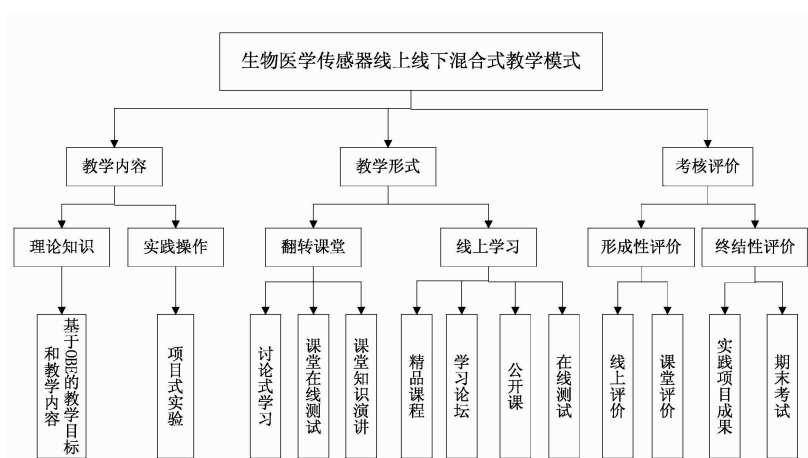 生物医学传感器线上线下混合式教学模式
教学内容
教学形式
考核评价
理论知识
实践操作
翻转课堂
线上学习
形成性评价
终结性评价
基于OBE的教学目标
和教学内容
项目式实验
讨论式学习
课堂在线测试
课堂知识演讲
精品课程
学习论坛
公开课
在线测试
线上评价
课堂评价
实践项目成果
期末考试